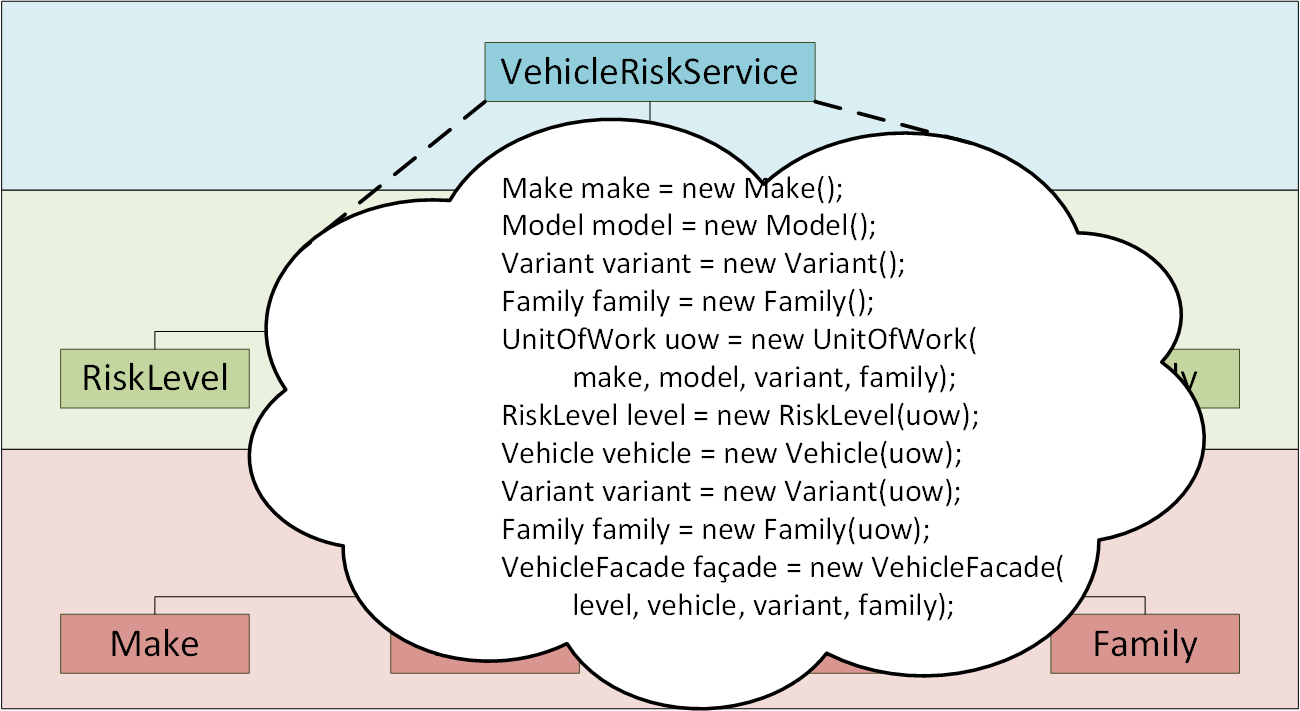 VehicleRiskService
Make make = new Make();
Model model = new Model();
Variant variant = new Variant();
Family family = new Family();
UnitOfWork uow = new UnitOfWork(
make, model, variant, family);
RiskLevel
RiskLevel level = new RiskLevel(uow);
Vehicle vehicle = new Vehicle(uow);
Variant variant = new Variant(uow);
Family family = new Family(uow);
VehicleFacade façade = new VehicleFacade(
level, vehicle, variant, family);
Make
Family